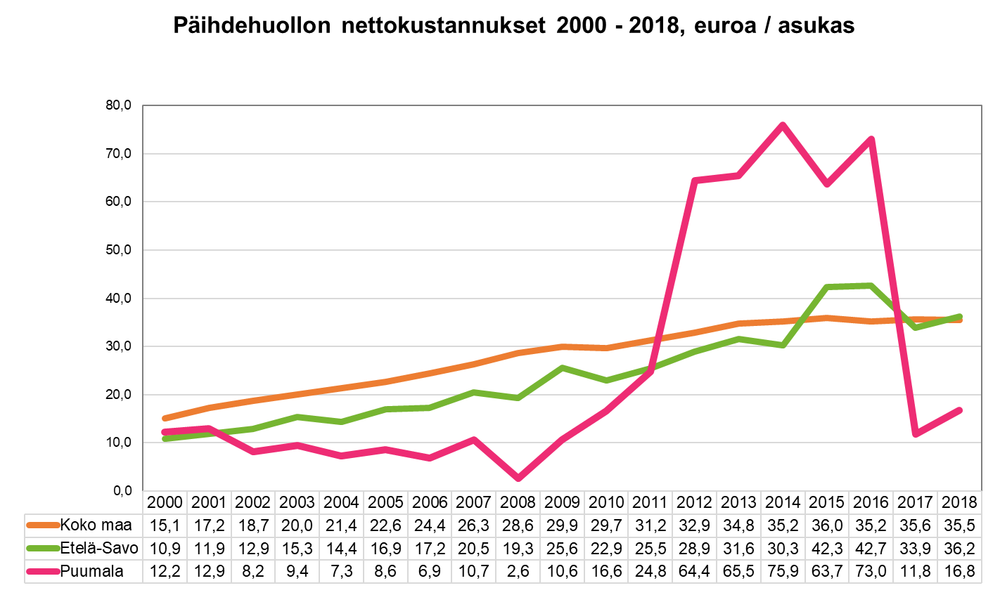 Päihdehuollon nettokustannukset 2000 - 2018, euroa / asukas
80,0
70,0
60,0
50,0
40,0
30,0
20,0
10,0
0,0
2000 2001 2002 2003 2004 2005 2006 2007 2008 2009 2010 2011 2012 2013 2014 2015 2016 2017 2018
Koko maa 15,1 17,2 18,7 20,0 21,4 22,6 24,4 26,3 28,6 29,9 29,7 31,2 32,9 34,8 35,2 36,0 35,2 35,6 35,5
Etelä-Savo 10,9 11,9 12,9 15,3 14,4 16,9 17,2 20,5 19,3 25,6 22,9 25,5 28,9 31,6 30,3 42,3 42,7 33,9 36,2
Puumala 12,2 12,9 8,2 9,4 7,3 8,6 6,9 10,7 2,6 10,6 16,6 24,8 64,4 65,5 75,9 63,7 73,0 11,8 16,8